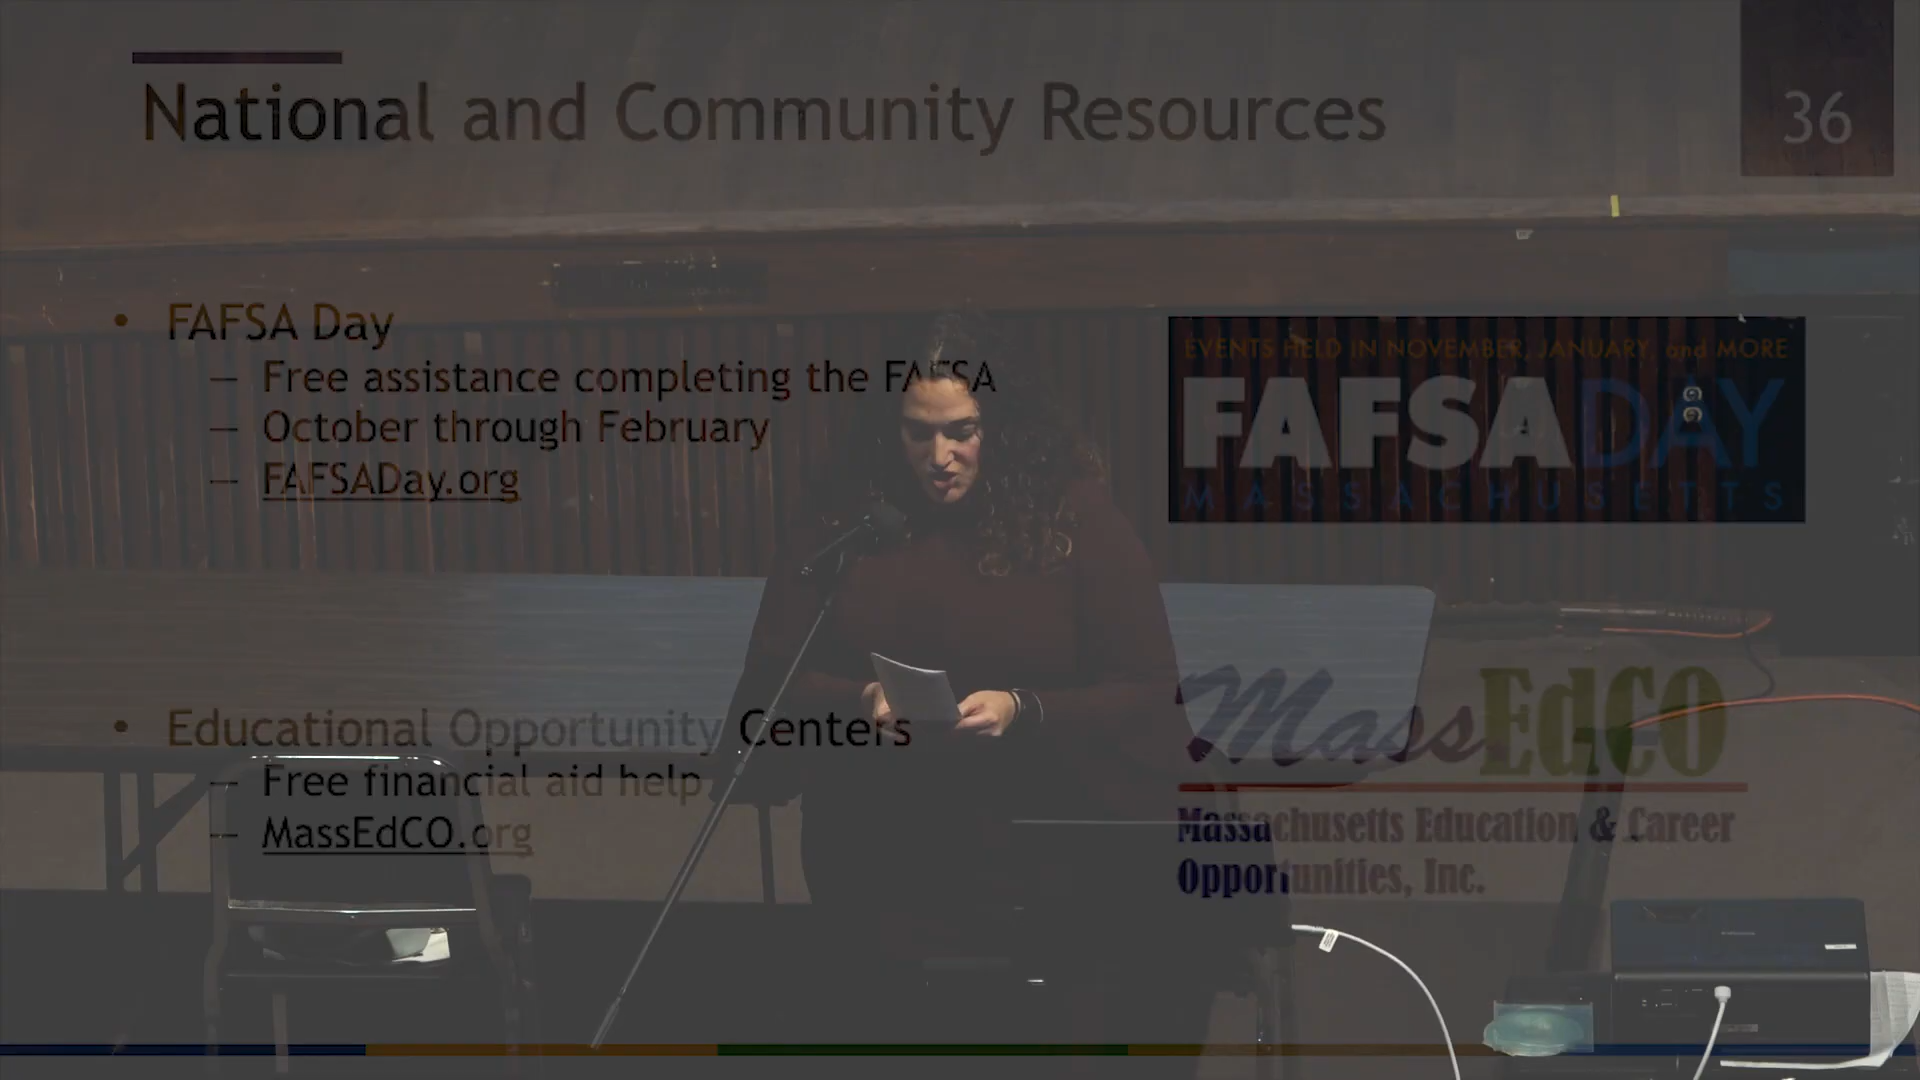 National and Community Resources
36
• FAFSA Day
— Free assistance completing the FAFSA
— October through February
— FAFSADay.org
EVENTS HELD IN NOVEMBER, JANUARY, and MORE
FAFSADAY
MASSACHUSETTS
• Educational Opportunity Centers
— Free financial aid help
— MassEdCO.org
MassEdCO
Massachusetts Education & Career
Opportunities, Inc.